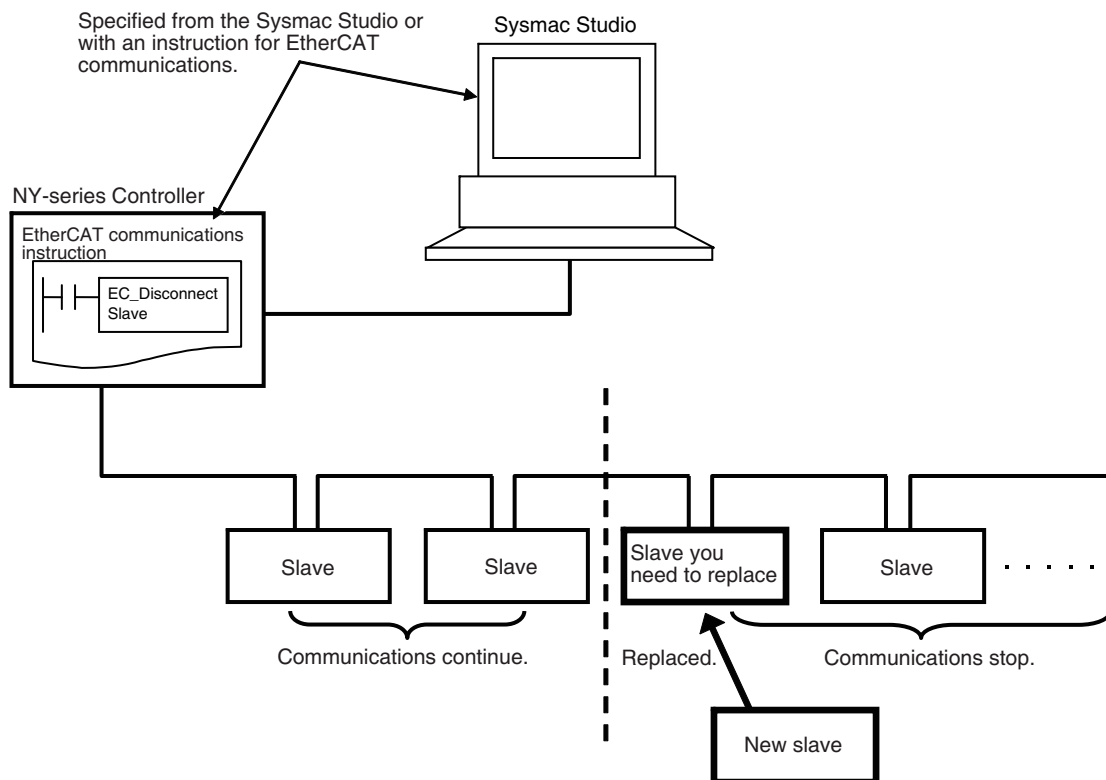 Specified from the Sysmac Studio or
with an instruction for EtherCAT
communications.
Sysmac Studio
NY-series Controller
EtherCAT communications
instruction
EC_Disconnect
Slave
Slave
Slave
Slave you
need to replace
Slave
· · · · ·
Communications continue.
Replaced.
Communications stop.
New slave